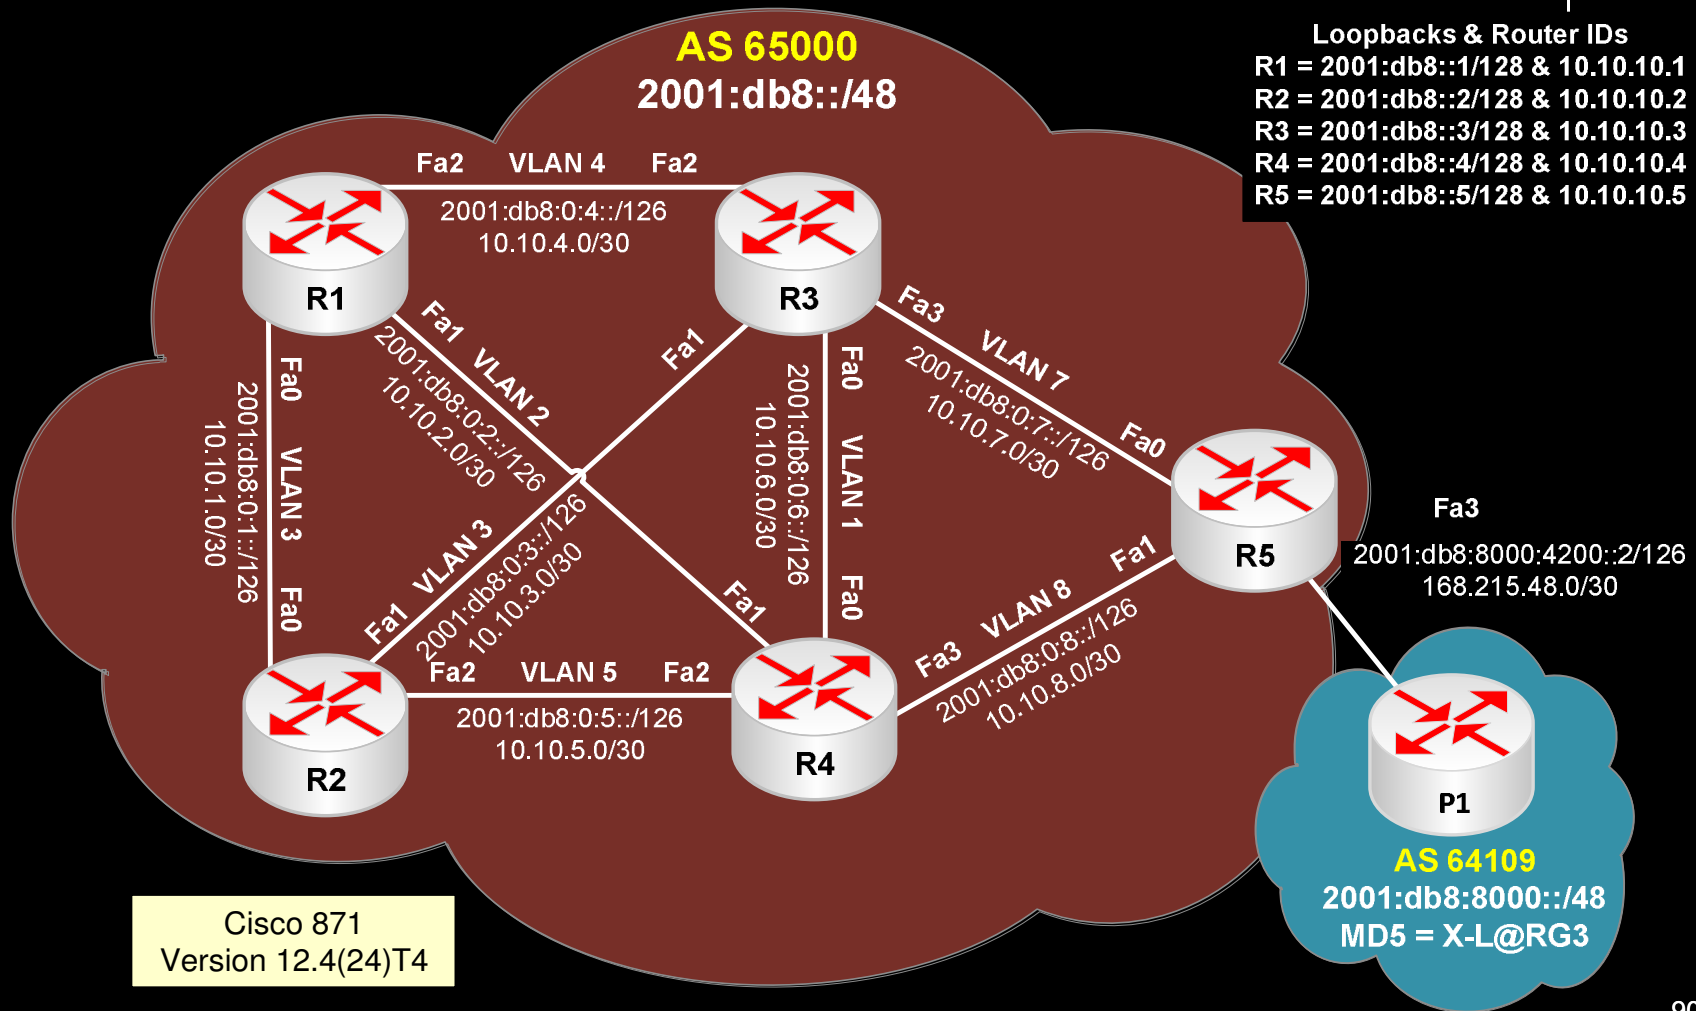 AS 65000
2001:db8::/48
Loopbacks & Router IDs
R1 = 2001:db8::1/128 & 10.10.10.1
R2 = 2001:db8::2/128 & 10.10.10.2
R3 = 2001:db8::3/128 & 10.10.10.3
R4 = 2001:db8::4/128 & 10.10.10.4
R5 = 2001:db8::5/128 & 10.10.10.5
Fa2 VLAN 4 Fa2
2001:db8:0:4::/126
10.10.4.0/30
R1
R3
Fa1 VLAN 2
2001:db8:0:2::/126
10.10.2.0/30
Fa1
Fa0 VLAN 3 Fa0
2001:db8:0:1::/126
10.10.1.0/30
Fa1
Fa1 VLAN 3
2001:db8:0:3::/126
10.10.3.0/30
Fa0 VLAN 1 Fa0
2001:db8:0:6::/126
10.10.6.0/30
Fa3 VLAN 7 Fa0
2001:db8:0:7::/126
10.10.7.0/30
R5
Fa3
2001:db8:8000:4200::2/126
168.215.48.0/30
Fa3 VLAN 8 Fa1
2001:db8:0:8::/126
10.10.8.0/30
Fa2 VLAN 5 Fa2
2001:db8:0:5::/126
10.10.5.0/30
R2
R4
P1
AS 64109
2001:db8:8000::/48
MD5 = X-L@RG3
Cisco 871
Version 12.4(24)T4